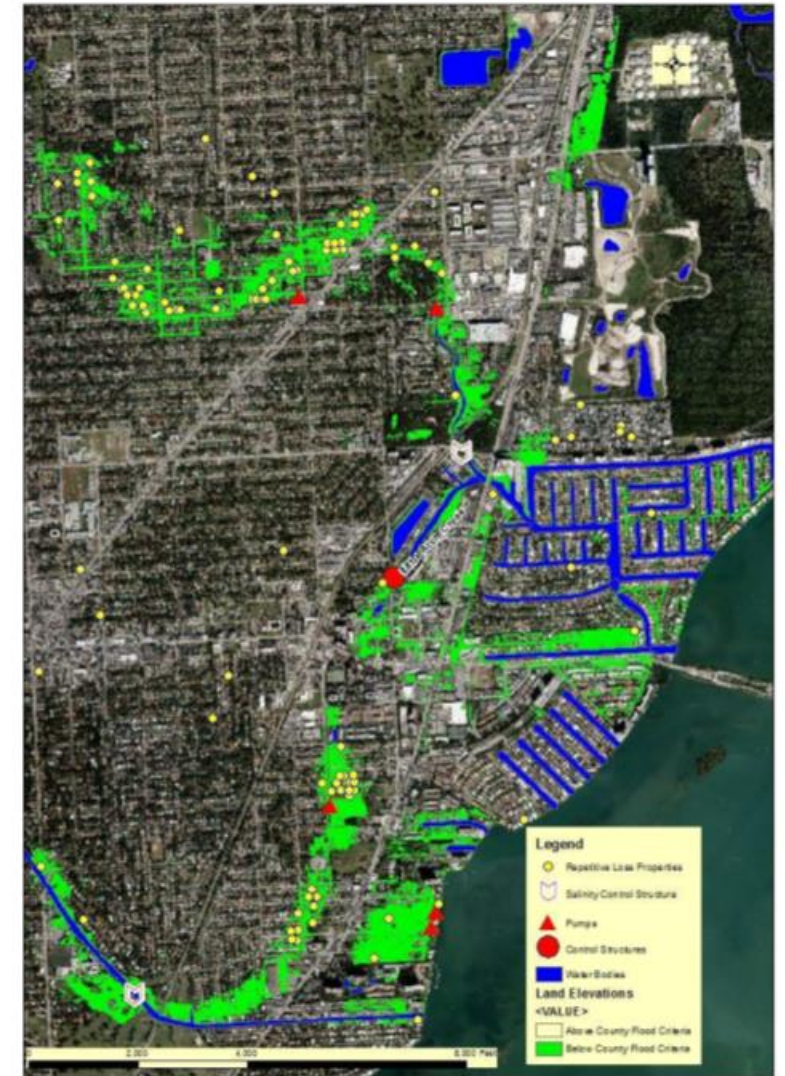 Legend
Repetitive Loss Properties
Salinity Control Structure
Pumps
Control Structures
Water Bodies
Land Elevations
<VALUE>
Above County Flood Criteria
Below County Flood Criteria
0 2,000 4,000 8,000 Feet